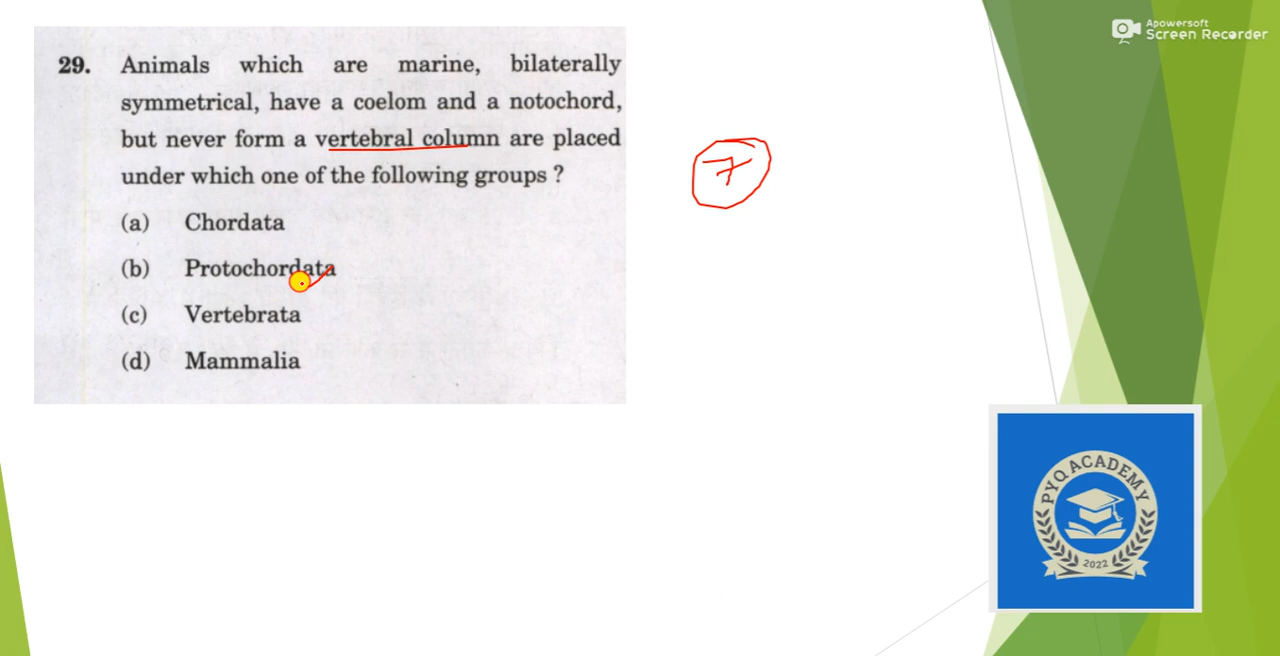 Apowersoft
Screen Recorder
29. Animals which are marine, bilaterally
symmetrical, have a coelom and a notochord,
but never form a vertebral column are placed
under which one of the following groups ?
(a) Chordata
(b) Protochordata
(c) Vertebrata
(d) Mammalia
7
PYQ ACADEMY
2022